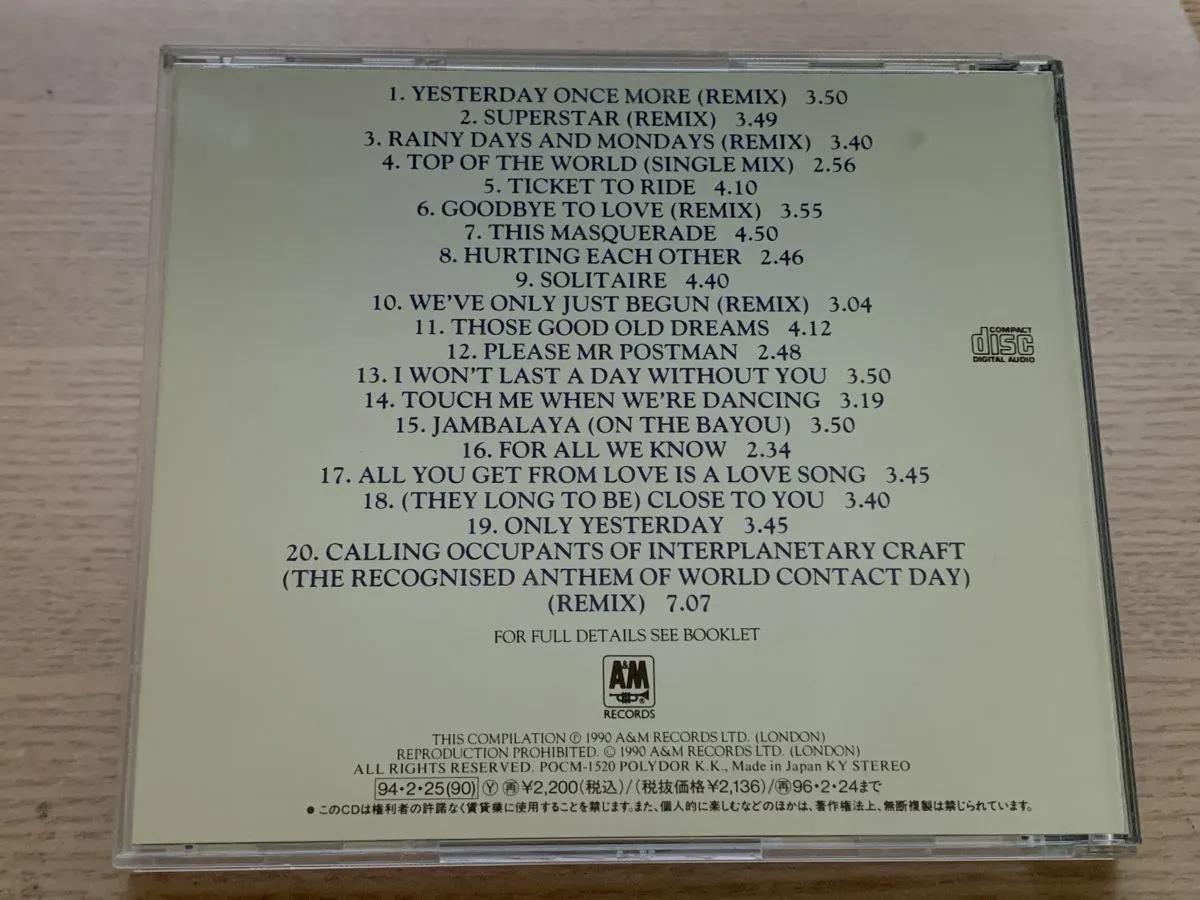 1. YESTERDAY ONCE MORE (REMIX) 3.50
2. SUPERSTAR (REMIX) 3.49
3. RAINY DAYS AND MONDAYS (REMIX) 3.40
4. TOP OF THE WORLD (SINGLE MIX) 2.56
5. TICKET TO RIDE 4.10
6. GOODBYE TO LOVE (REMIX) 3.55
7. THIS MASQUERADE 4.50
8. HURTING EACH OTHER 2.46
9. SOLITAIRE 4.40
10. WE'VE ONLY JUST BEGUN (REMIX) 3.04
11. THOSE GOOD OLD DREAMS 4.12
12. PLEASE MR POSTMAN 2.48
13. I WON'T LAST A DAY WITHOUT YOU 3.50
14. TOUCH ME WHEN WE'RE DANCING 3.19
15. JAMBALAYA (ON THE BAYOU) 3.50
16. FOR ALL WE KNOW 2.34
17. ALL YOU GET FROM LOVE IS A LOVE SONG 3.45
18. (THEY LONG TO BE) CLOSE TO YOU 3.40
19. ONLY YESTERDAY 3.45
20. CALLING OCCUPANTS OF INTERPLANETARY CRAFT
(THE RECOGNISED ANTHEM OF WORLD CONTACT DAY)
(REMIX) 7.07
COMPACT
disc
DIGITAL AUDIO
FOR FULL DETAILS SEE BOOKLET
A&M
®
RECORDS
THIS COMPILATION ℗ 1990 A&M RECORDS LTD. (LONDON)
REPRODUCTION PROHIBITED. © 1990 A&M RECORDS LTD. (LONDON)
ALL RIGHTS RESERVED. POCM-1520 POLYDOR K.K., Made in Japan KY STEREO
94・2・25(90) Ⓨ㊢¥2,200(税込)/(税抜価格¥2,136)/㊢96・2・24まで
●このCDは権利者の許諾なく賃貸業に使用することを禁じます。また、個人的に楽しむなどのほかは、著作権法上、無断複製は禁じられています。